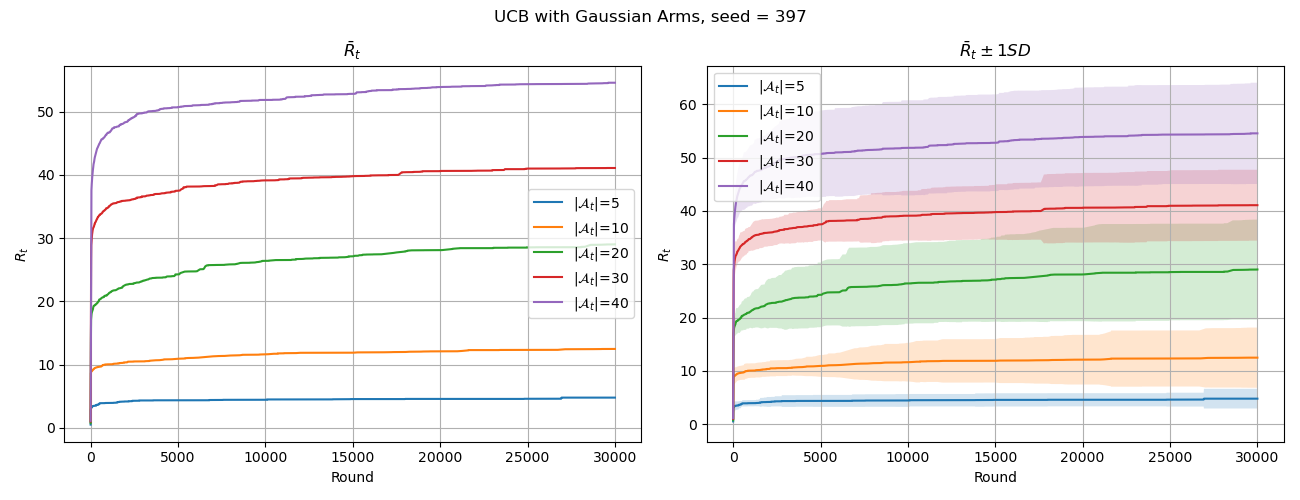 UCB with Gaussian Arms, seed = 397
R̄ₜ
50
40
30
20
10
0
Rₜ
|𝒜ₜ|=5
|𝒜ₜ|=10
|𝒜ₜ|=20
|𝒜ₜ|=30
|𝒜ₜ|=40
0 5000 10000 15000 20000 25000 30000
Round
R̄ₜ ± 1SD
60
50
40
30
20
10
0
Rₜ
|𝒜ₜ|=5
|𝒜ₜ|=10
|𝒜ₜ|=20
|𝒜ₜ|=30
|𝒜ₜ|=40
0 5000 10000 15000 20000 25000 30000
Round